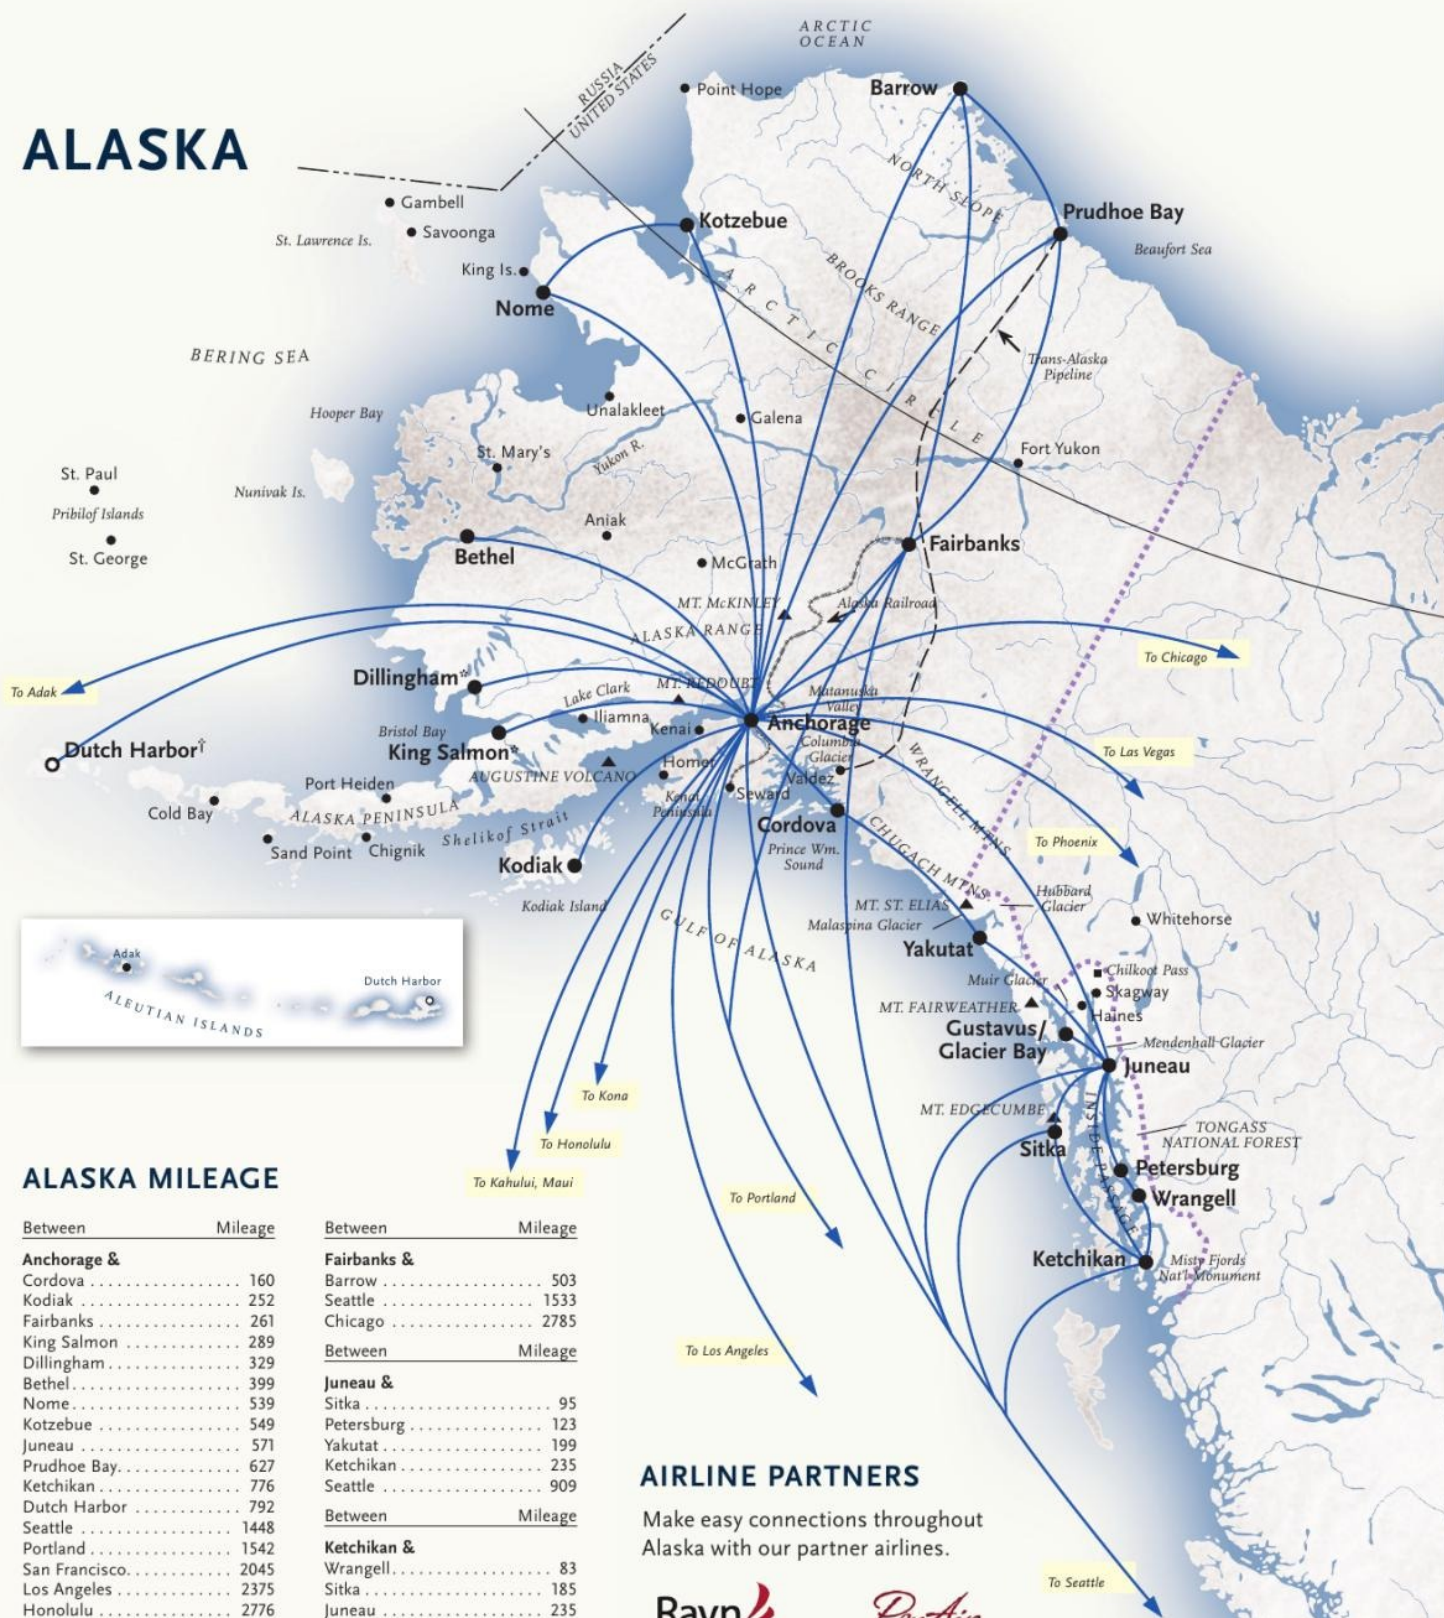 ARCTIC
OCEAN
RUSSIA
UNITED STATES
Point Hope
Barrow
ALASKA
NORTH SLOPE
Gambell
Savoonga
St. Lawrence Is.
Kotzebue
Prudhoe Bay
Beaufort Sea
King Is.
Nome
BROOKS RANGE
ARCTIC CIRCLE
BERING SEA
Trans-Alaska
Pipeline
Hooper Bay
Unalakleet
Galena
St. Mary's
Yukon R.
Fort Yukon
St. Paul
Nunivak Is.
Pribilof Islands
St. George
Aniak
Bethel
McGrath
Fairbanks
MT. McKINLEY
Alaska Railroad
ALASKA RANGE
To Chicago
Dillingham*
MT. REDOUBT
To Adak
Lake Clark
Matanuska
Valley
Iliamna
Bristol Bay
Kenai
Anchorage
Dutch Harbor†
King Salmon*
Columbia
Glacier
To Las Vegas
AUGUSTINE VOLCANO
Homer
Valdez
WRANGELL MTNS
Port Heiden
Kenai
Peninsula
Seward
Cold Bay
ALASKA PENINSULA
Shelikof Strait
Cordova
CHUGACH MTNS
To Phoenix
Sand Point
Chignik
Prince Wm.
Sound
Kodiak
Kodiak Island
MT. ST. ELIAS
Hubbard
Glacier
GULF OF ALASKA
Malaspina Glacier
Whitehorse
Yakutat
Adak
Dutch Harbor
ALEUTIAN ISLANDS
Muir Glacier
Chilkoot Pass
Skagway
MT. FAIRWEATHER
Haines
Gustavus/
Glacier Bay
Mendenhall Glacier
Juneau
To Kona
MT. EDGECUMBE
INSIDE PASSAGE
TONGASS
NATIONAL FOREST
To Honolulu
Sitka
To Kahului, Maui
Petersburg
To Portland
Wrangell
Ketchikan
Misty Fjords
Nat'l Monument
To Los Angeles
To Seattle
ALASKA MILEAGE
Between Mileage
Anchorage &
Cordova . . . . . . . . . . . . . . . . . 160
Kodiak . . . . . . . . . . . . . . . . . . 252
Fairbanks . . . . . . . . . . . . . . . . 261
King Salmon . . . . . . . . . . . . . . 289
Dillingham . . . . . . . . . . . . . . . 329
Bethel . . . . . . . . . . . . . . . . . . . 399
Nome . . . . . . . . . . . . . . . . . . . 539
Kotzebue . . . . . . . . . . . . . . . . 549
Juneau . . . . . . . . . . . . . . . . . . 571
Prudhoe Bay. . . . . . . . . . . . . . 627
Ketchikan . . . . . . . . . . . . . . . . 776
Dutch Harbor . . . . . . . . . . . . . 792
Seattle . . . . . . . . . . . . . . . . . 1448
Portland . . . . . . . . . . . . . . . . 1542
San Francisco. . . . . . . . . . . . . 2045
Los Angeles . . . . . . . . . . . . . . 2375
Honolulu . . . . . . . . . . . . . . . . 2776
Between Mileage
Fairbanks &
Barrow . . . . . . . . . . . . . . . . . . 503
Seattle . . . . . . . . . . . . . . . . . 1533
Chicago . . . . . . . . . . . . . . . . 2785
Between Mileage
Juneau &
Sitka . . . . . . . . . . . . . . . . . . . . 95
Petersburg . . . . . . . . . . . . . . . 123
Yakutat . . . . . . . . . . . . . . . . . . 199
Ketchikan . . . . . . . . . . . . . . . . 235
Seattle . . . . . . . . . . . . . . . . . . 909
Between Mileage
Ketchikan &
Wrangell. . . . . . . . . . . . . . . . . . 83
Sitka . . . . . . . . . . . . . . . . . . . . 185
Juneau . . . . . . . . . . . . . . . . . . 235
AIRLINE PARTNERS
Make easy connections throughout
Alaska with our partner airlines.
Ravn
PenAir